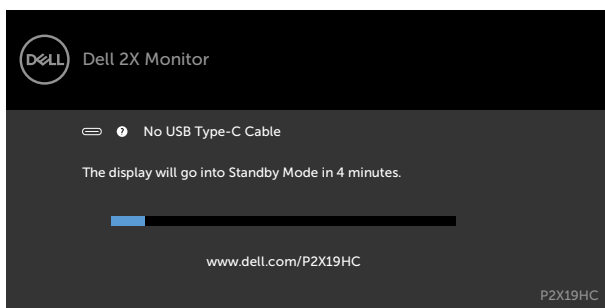 DELL
Dell 2X Monitor
? No USB Type-C Cable
The display will go into Standby Mode in 4 minutes.
www.dell.com/P2X19HC
P2X19HC